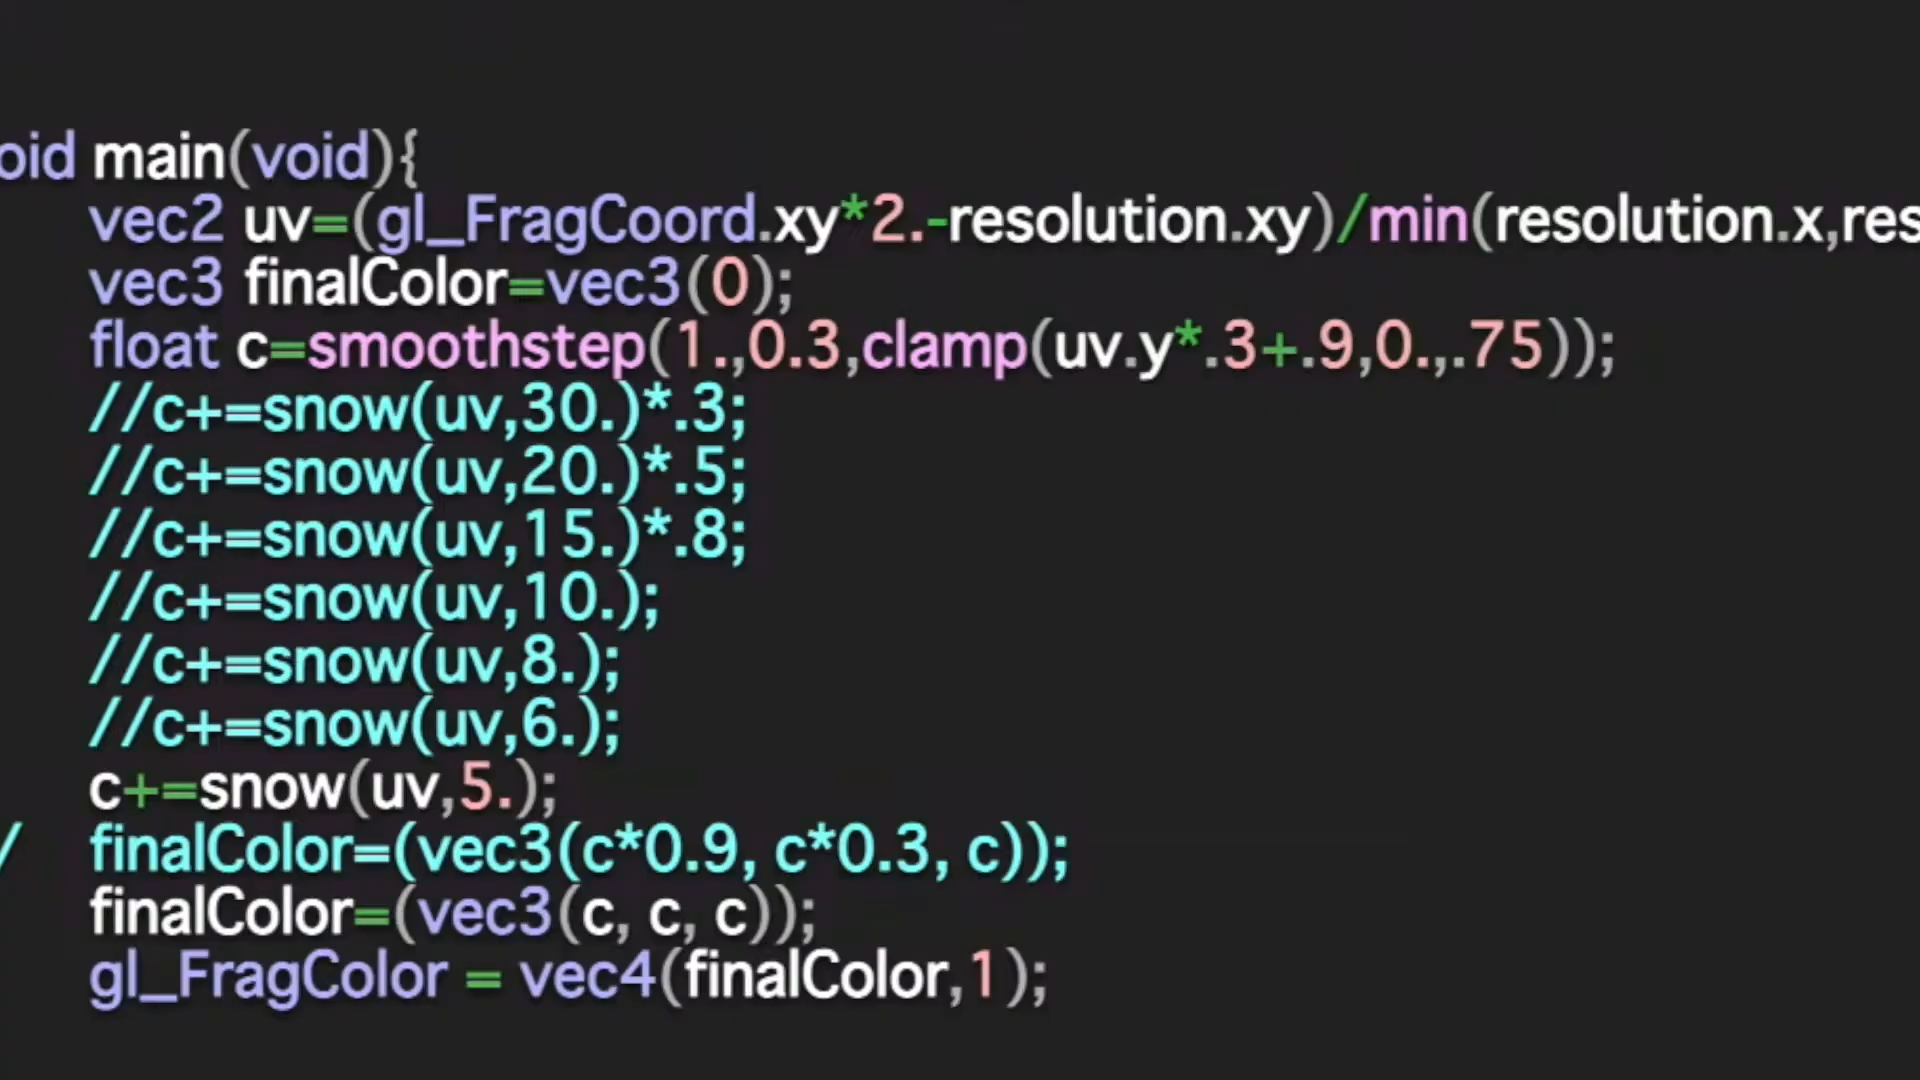 oid main(void){
vec2 uv=(gl_FragCoord.xy*2.-resolution.xy)/min(resolution.x,res
vec3 finalColor=vec3(0);
float c=smoothstep(1.,0.3,clamp(uv.y*.3+.9,0.,.75));
//c+=snow(uv,30.)*.3;
//c+=snow(uv,20.)*.5;
//c+=snow(uv,15.)*.8;
//c+=snow(uv,10.);
//c+=snow(uv,8.);
//c+=snow(uv,6.);
c+=snow(uv,5.);
/ finalColor=(vec3(c*0.9, c*0.3, c));
finalColor=(vec3(c, c, c));
gl_FragColor = vec4(finalColor,1);